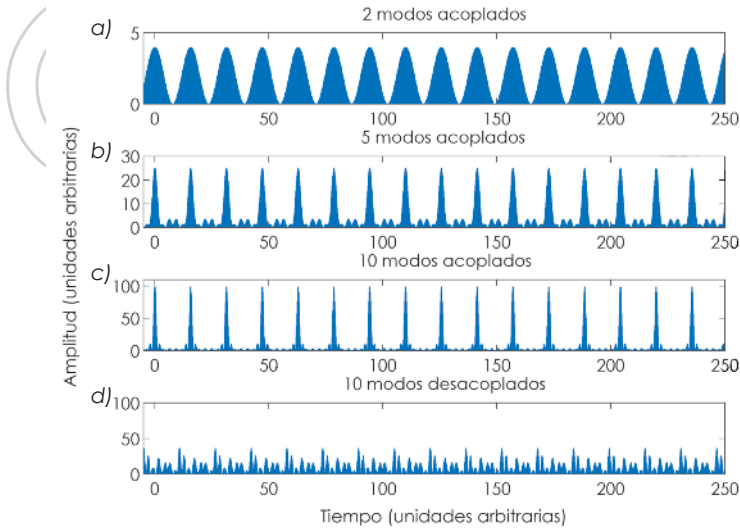 2 modos acoplados
a)
5
0
0 50 100 150 200 250
5 modos acoplados
b)
30
20
10
0
0 50 100 150 200 250
10 modos acoplados
c)
100
50
0
0 50 100 150 200 250
10 modos desacoplados
d)
100
50
0
0 50 100 150 200 250
Amplitud (unidades arbitrarias)
Tiempo (unidades arbitrarias)